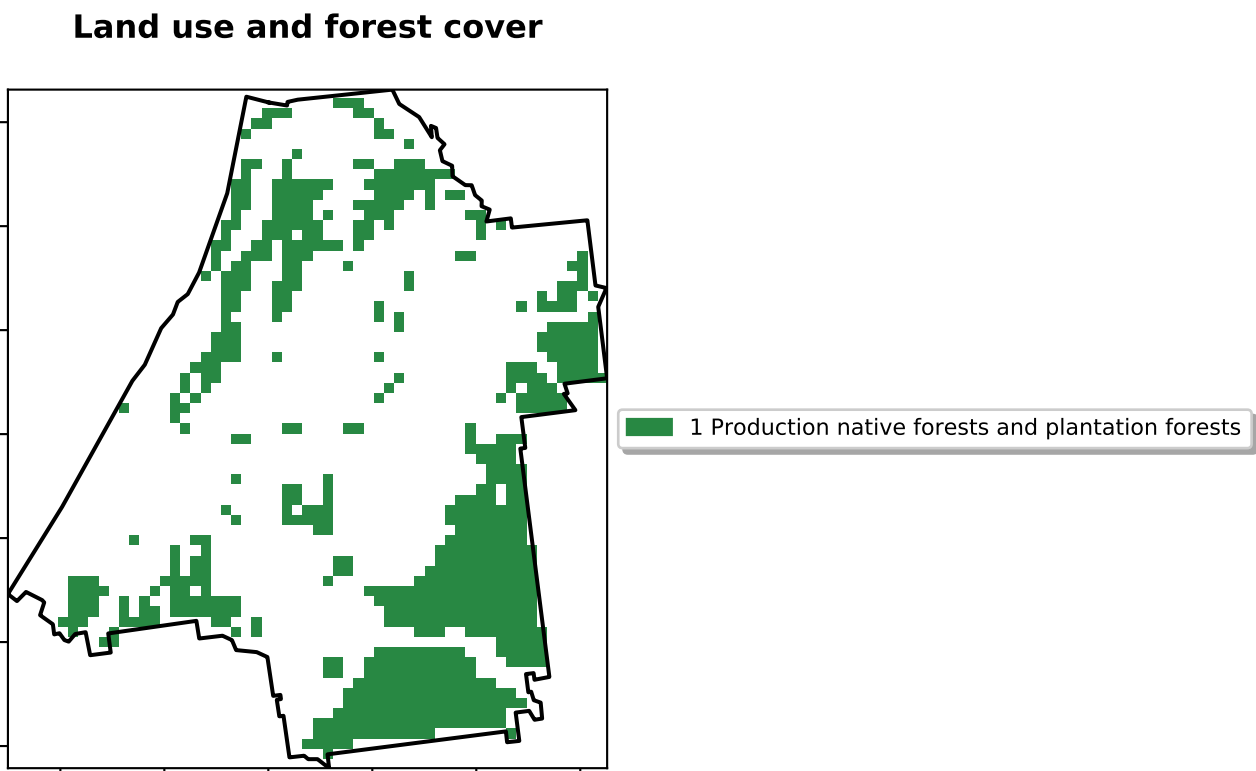 Land use and forest cover
1 Production native forests and plantation forests